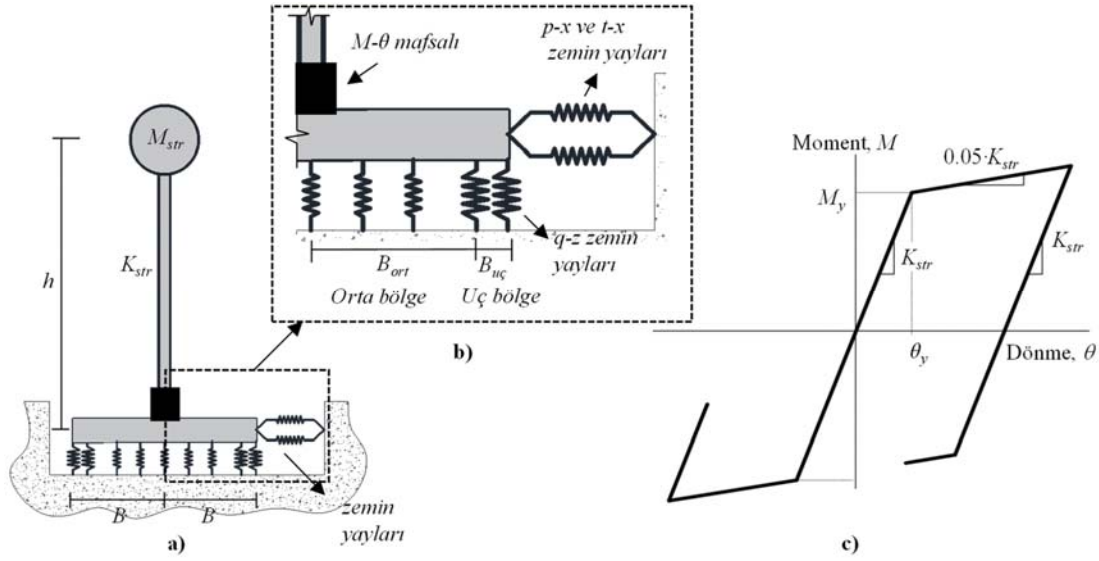 M_str
K_str
h
B
B
zemin
yayları
a)
M-θ mafsalı
p-x ve t-x
zemin yayları
q-z zemin
yayları
B_ort
B_uç
Orta bölge
Uç bölge
b)
Moment, M
0.05·K_str
M_y
K_str
K_str
θ_y
Dönme, θ
c)